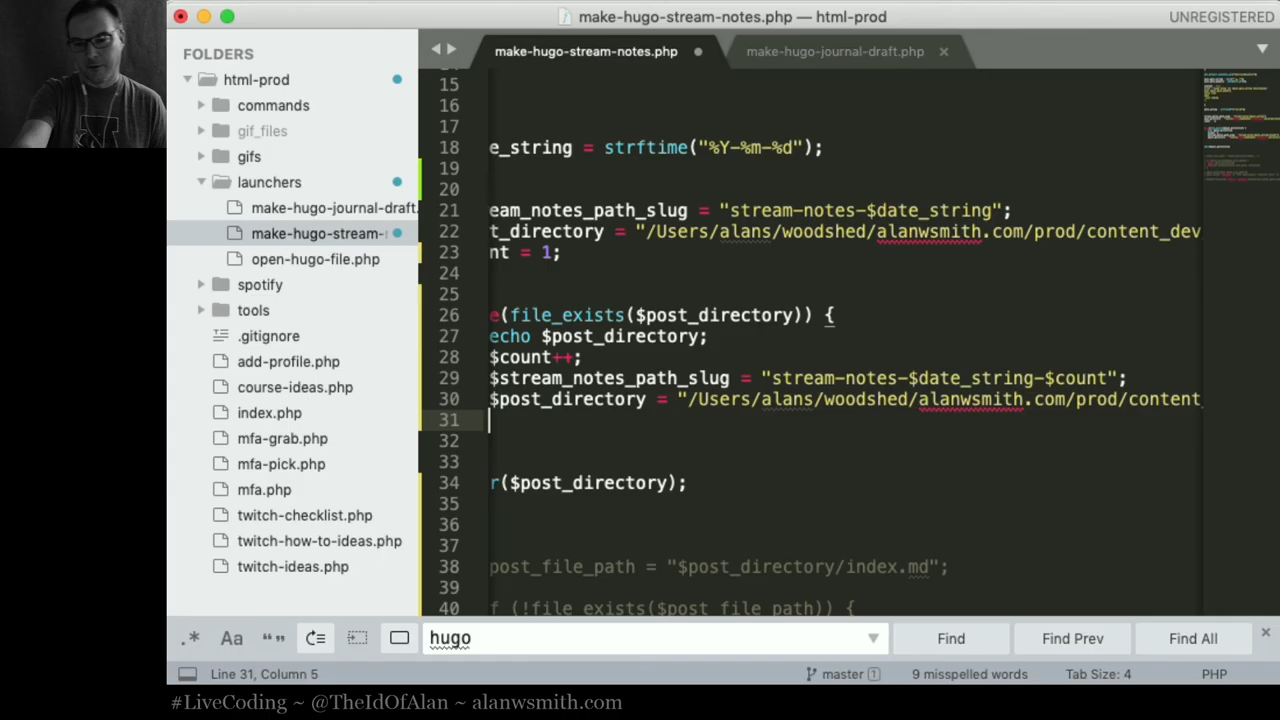 make-hugo-stream-notes.php — html-prod
UNREGISTERED
FOLDERS
html-prod
commands
gif_files
gifs
launchers
make-hugo-journal-draft.
make-hugo-stream-
open-hugo-file.php
spotify
tools
.gitignore
add-profile.php
course-ideas.php
index.php
mfa-grab.php
mfa-pick.php
mfa.php
twitch-checklist.php
twitch-how-to-ideas.php
twitch-ideas.php
make-hugo-stream-notes.php
make-hugo-journal-draft.php
15
16
17
18 e_string = strftime("%Y-%m-%d");
19
20
21 eam_notes_path_slug = "stream-notes-$date_string";
22 t_directory = "/Users/alans/woodshed/alanwsmith.com/prod/content_dev
23 nt = 1;
24
25
26 e(file_exists($post_directory)) {
27 echo $post_directory;
28 $count++;
29 $stream_notes_path_slug = "stream-notes-$date_string-$count";
30 $post_directory = "/Users/alans/woodshed/alanwsmith.com/prod/content_
31
32
33
34 r($post_directory);
35
36
37
38 post_file_path = "$post_directory/index.md";
39
40 f (!file_exists($post_file_path)) {
.* Aa “” hugo Find Find Prev Find All
Line 31, Column 5 master 1 9 misspelled words Tab Size: 4 PHP
#LiveCoding ~ @TheIdOfAlan ~ alanwsmith.com